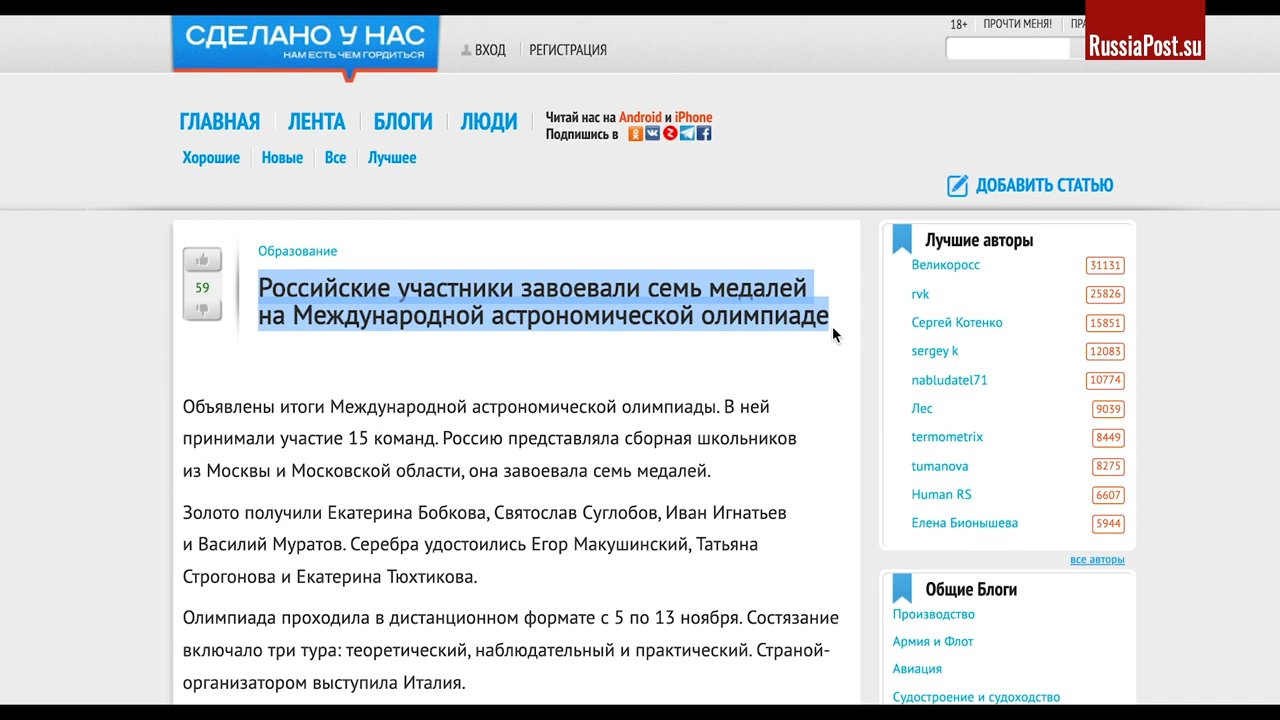 СДЕЛАНО У НАС
НАМ ЕСТЬ ЧЕМ ГОРДИТЬСЯ
ВХОД
РЕГИСТРАЦИЯ
18+
ПРОЧТИ МЕНЯ!
RussiaPost.su
ГЛАВНАЯ
ЛЕНТА
БЛОГИ
ЛЮДИ
Читай нас на Android и iPhone
Подпишись в
Хорошие
Новые
Все
Лучшее
ДОБАВИТЬ СТАТЬЮ
59
Образование
Российские участники завоевали семь медалей
на Международной астрономической олимпиаде
Объявлены итоги Международной астрономической олимпиады. В ней
принимали участие 15 команд. Россию представляла сборная школьников
из Москвы и Московской области, она завоевала семь медалей.
Золото получили Екатерина Бобкова, Святослав Суглобов, Иван Игнатьев
и Василий Муратов. Серебра удостоились Егор Макушинский, Татьяна
Строгонова и Екатерина Тюхтикова.
Олимпиада проходила в дистанционном формате с 5 по 13 ноября. Состязание
включало три тура: теоретический, наблюдательный и практический. Страной-
организатором выступила Италия.
Лучшие авторы
Великоросс 31131
rvk 25826
Сергей Котенко 15851
sergey k 12083
nabludatel71 10774
Лес 9039
termometrix 8449
tumanova 8275
Human RS 6607
Елена Бионышева 5944
все авторы
Общие Блоги
Производство
Армия и Флот
Авиация
Судостроение и судоходство